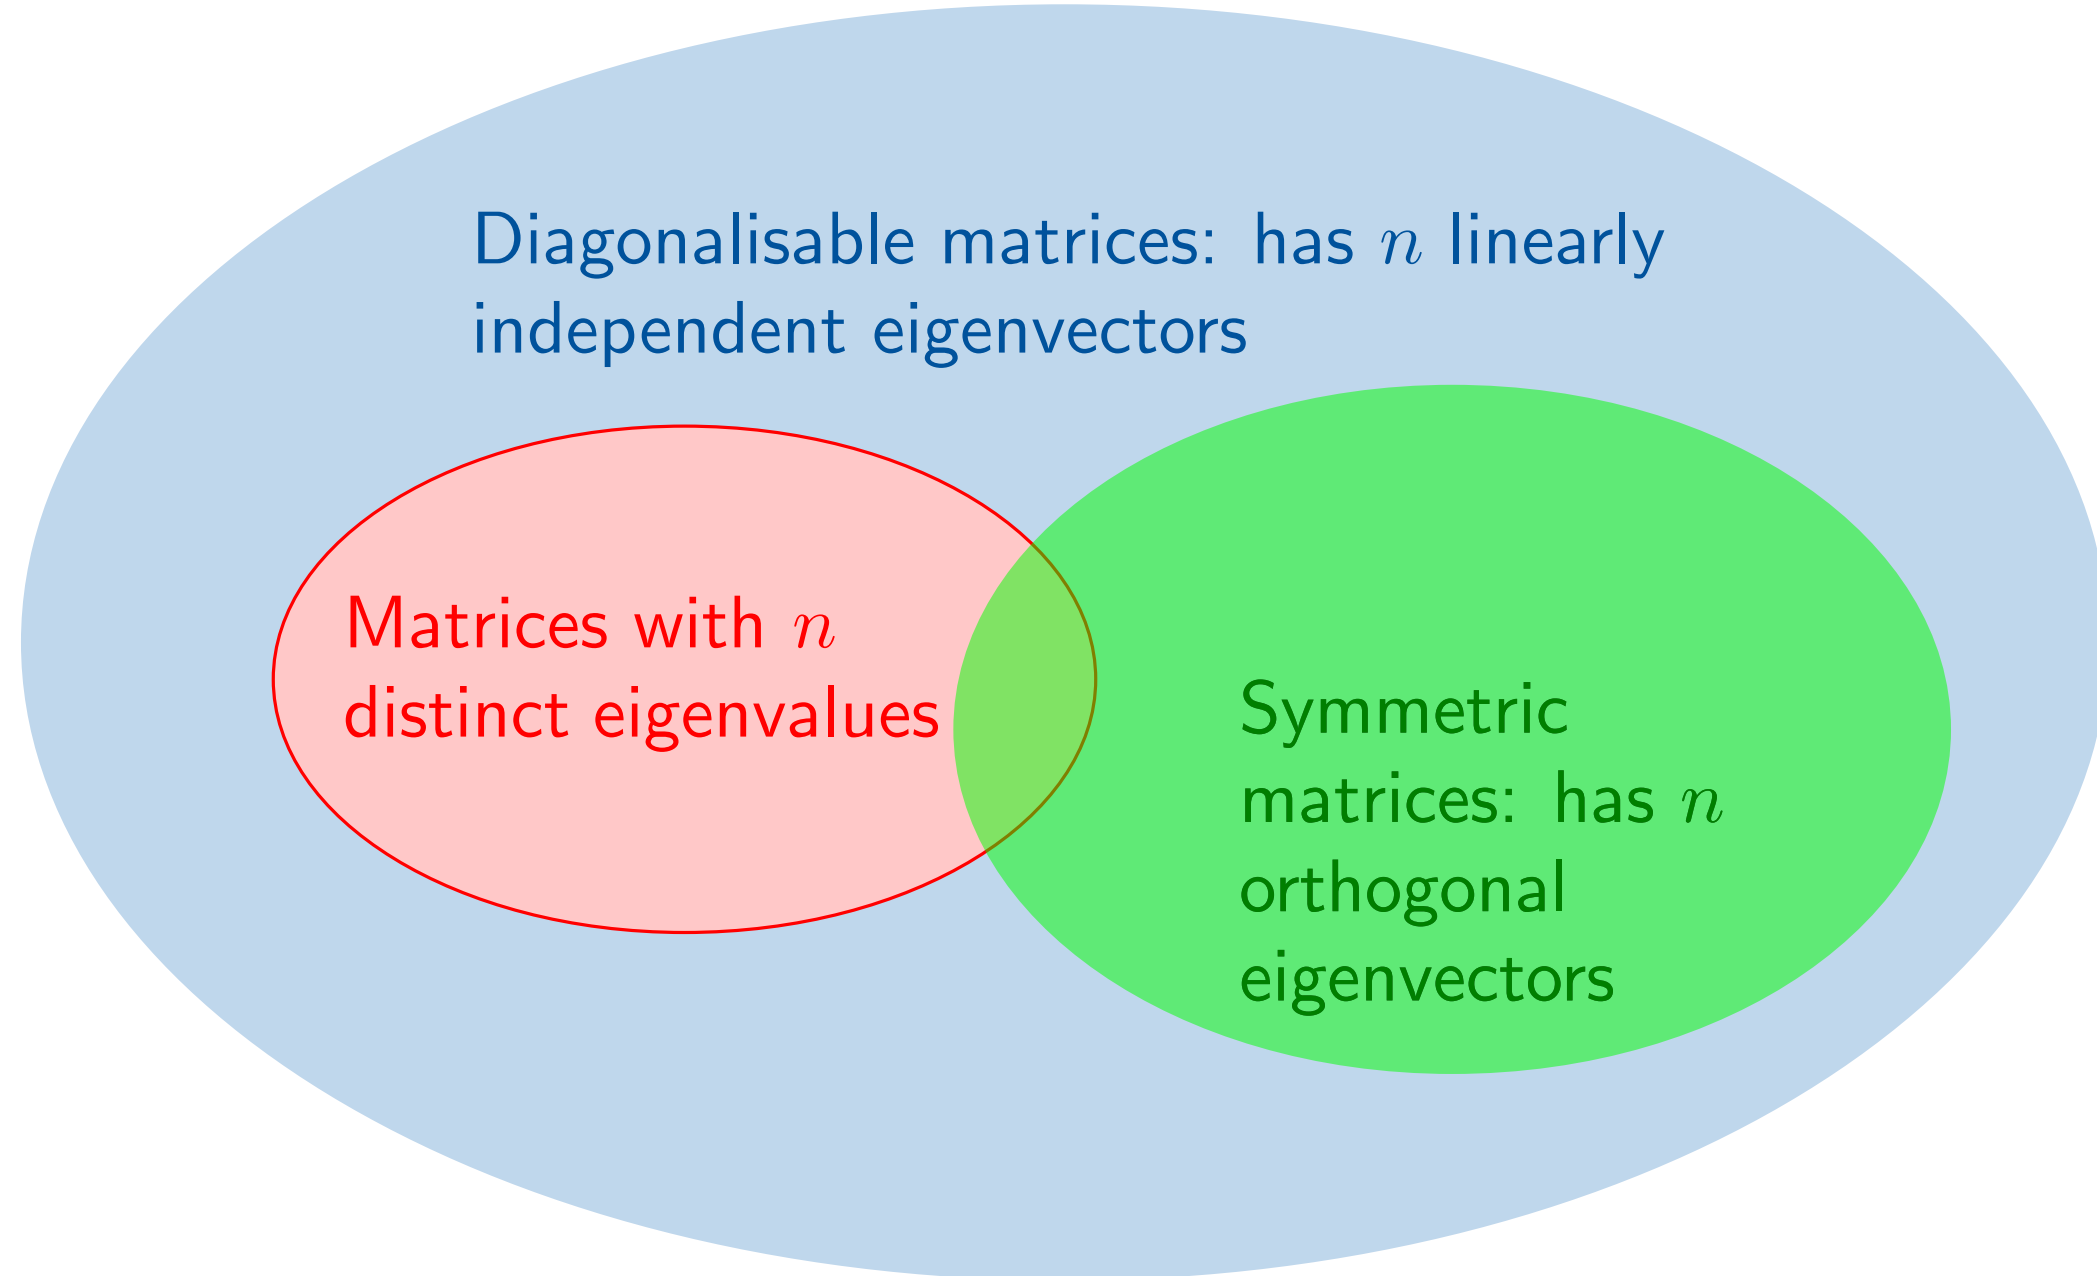 Diagonalisable matrices: has n linearly
independent eigenvectors
Matrices with n
distinct eigenvalues
Symmetric
matrices: has n
orthogonal
eigenvectors